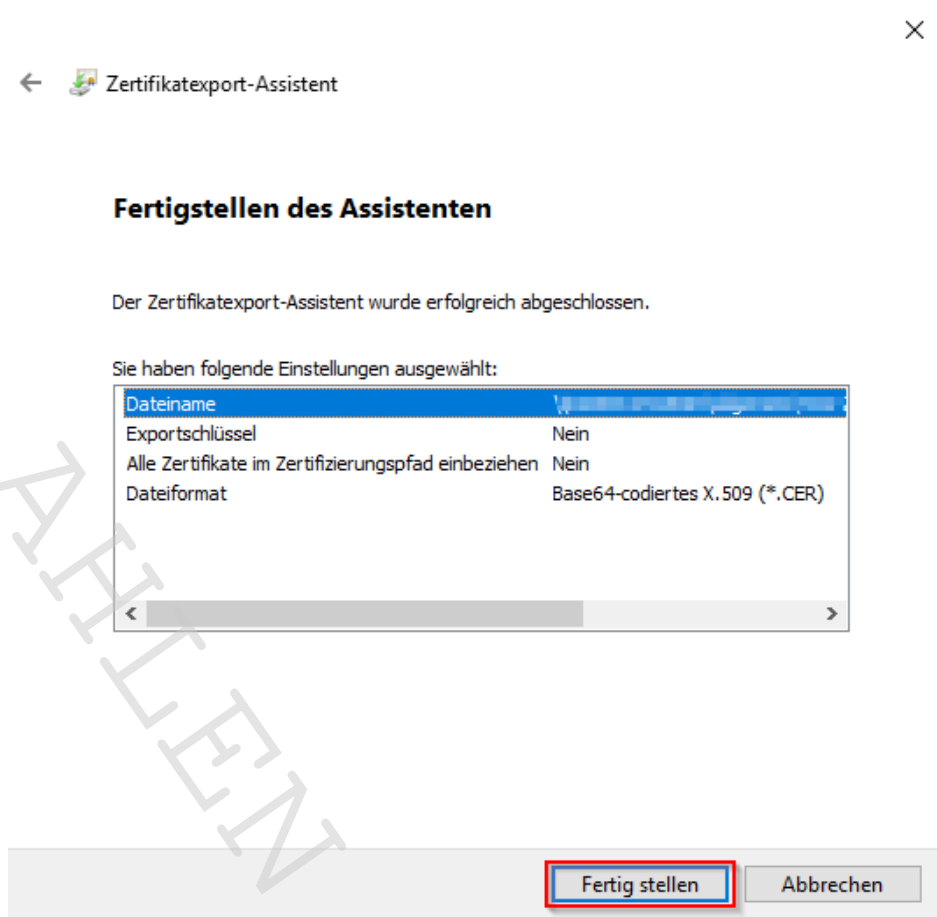 Zertifikatexport-Assistent
Fertigstellen des Assistenten
Der Zertifikatexport-Assistent wurde erfolgreich abgeschlossen.
Sie haben folgende Einstellungen ausgewählt:
Dateiname
Exportschlüssel Nein
Alle Zertifikate im Zertifizierungspfad einbeziehen Nein
Dateiformat Base64-codiertes X.509 (*.CER)
AHLEN
Fertig stellen Abbrechen